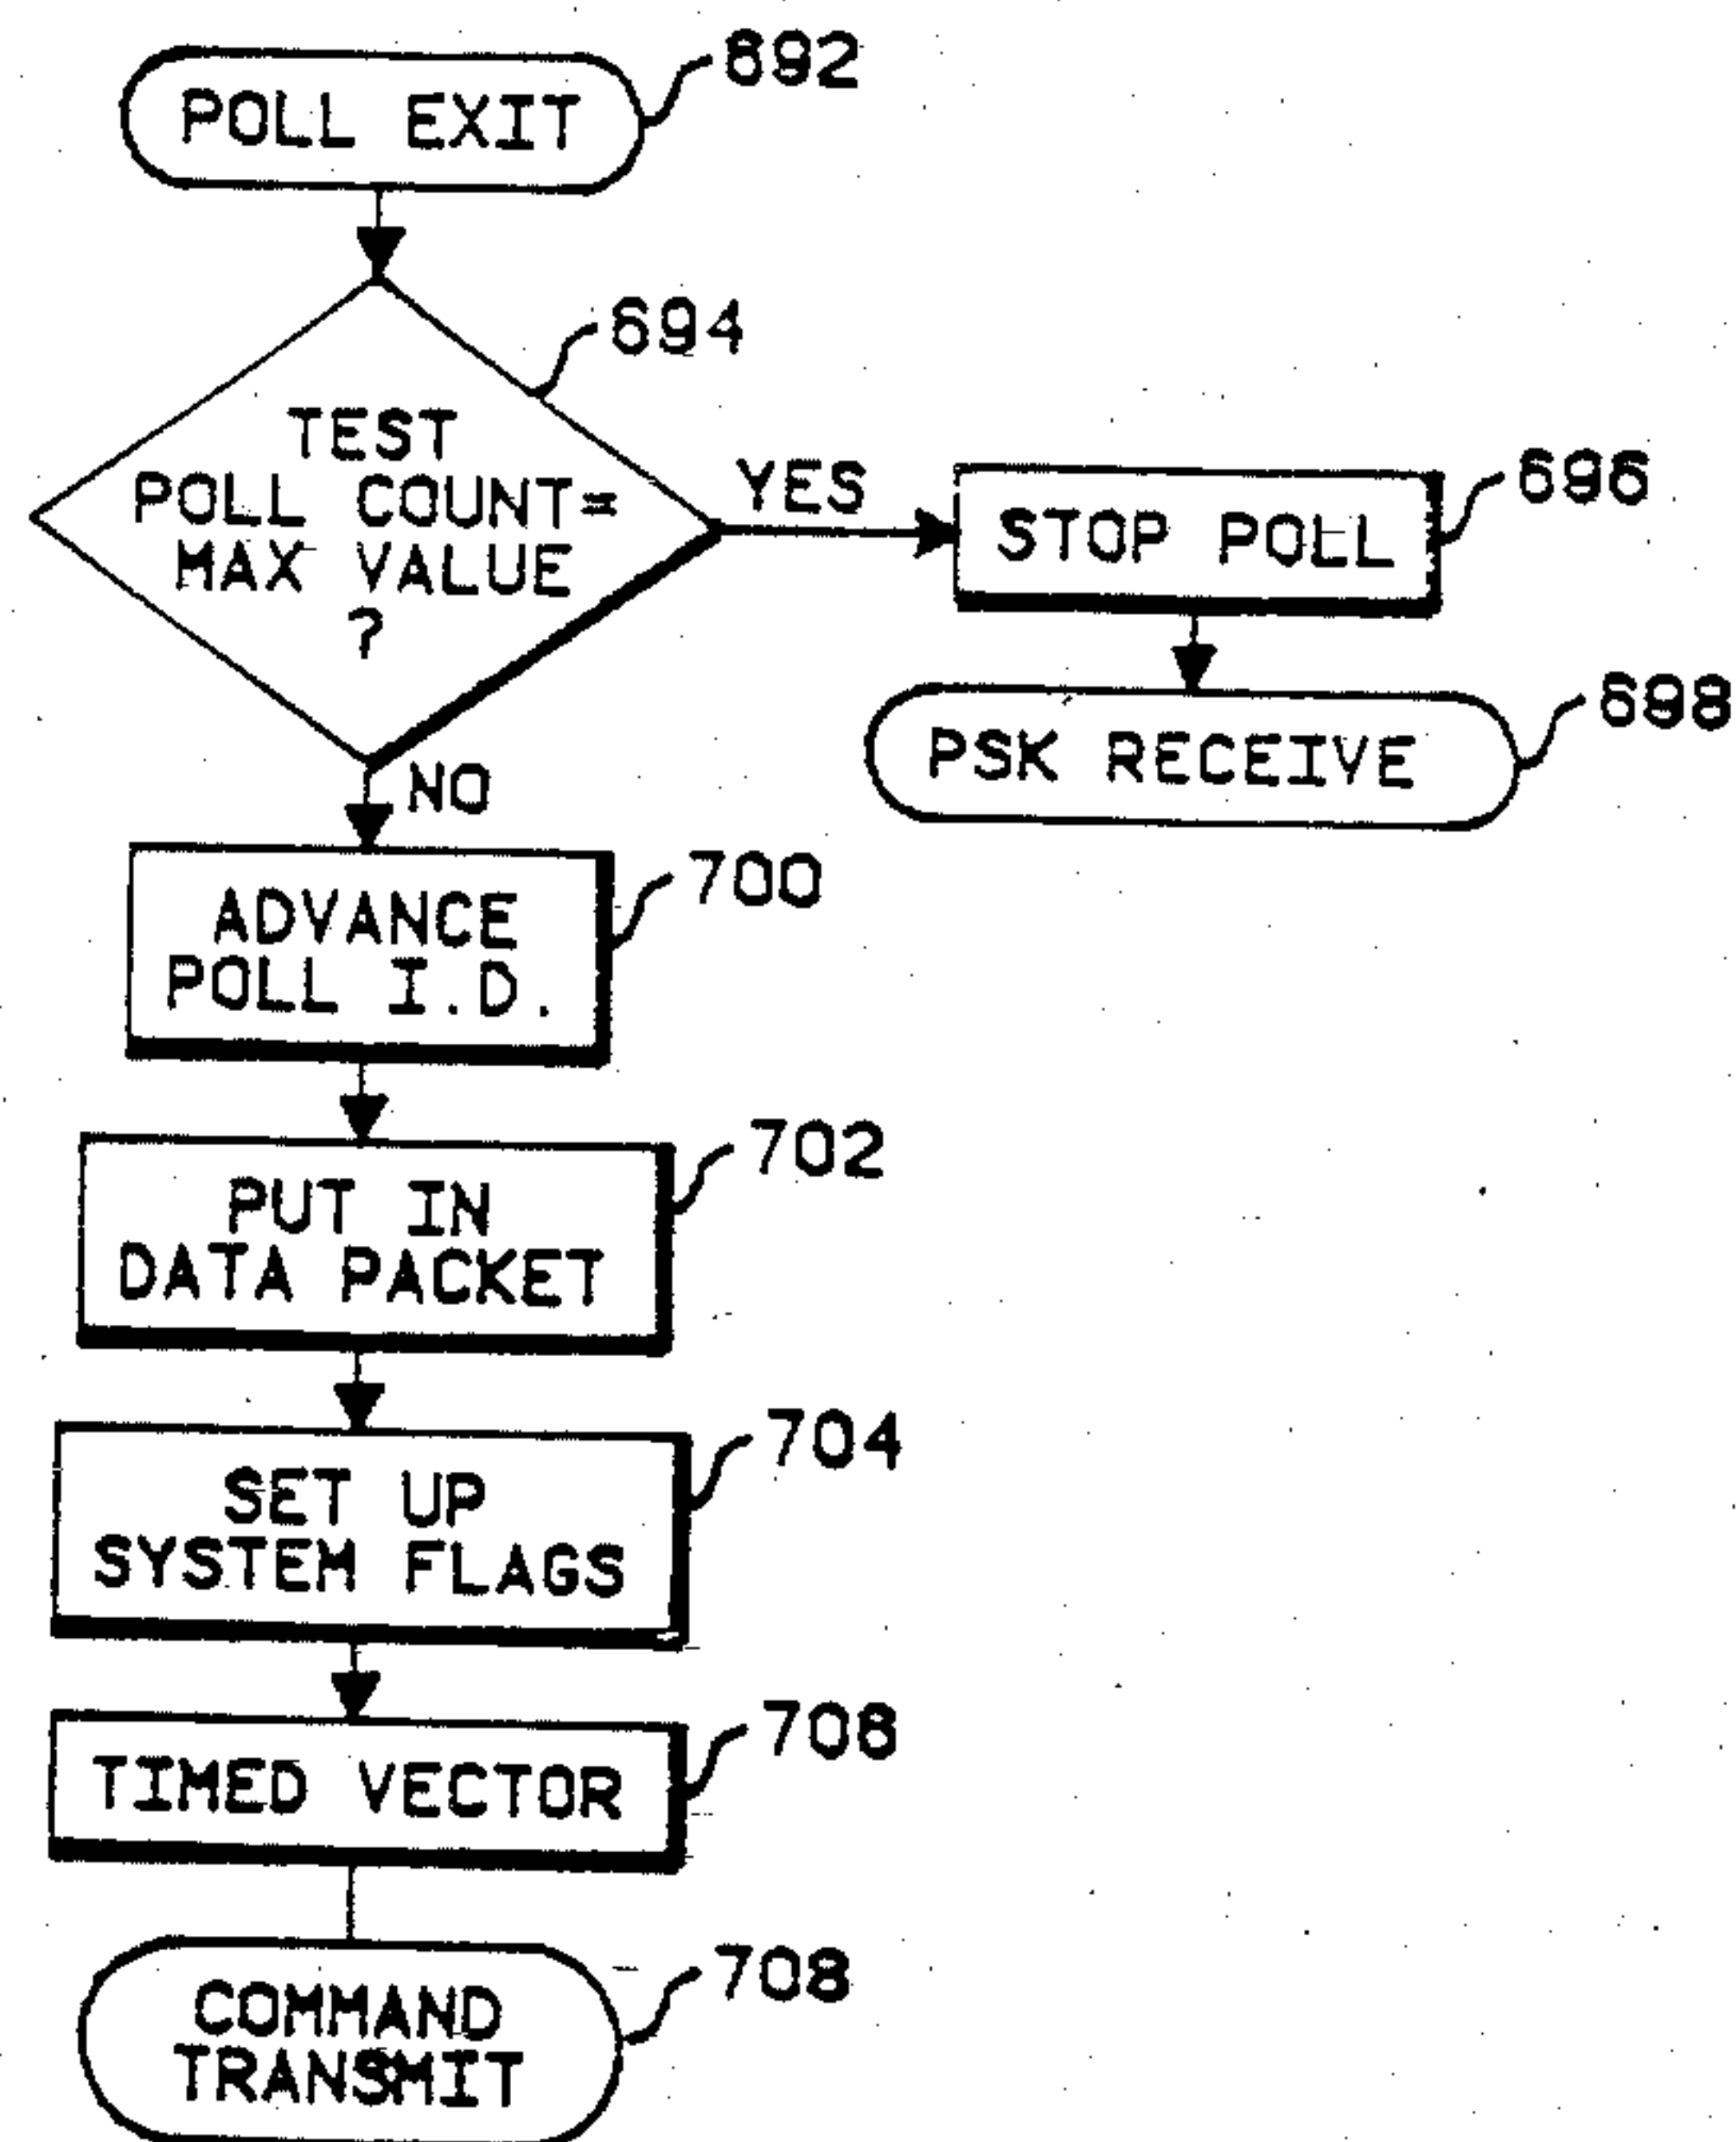 POLL EXIT
692
TEST
POLL COUNT=
MAX VALUE
?
694
YES
STOP POLL
696
PSK RECEIVE
698
NO
ADVANCE
POLL I.D.
700
PUT IN
DATA PACKET
702
SET UP
SYSTEM FLAGS
704
TIMED VECTOR
706
COMMAND
TRANSMIT
708